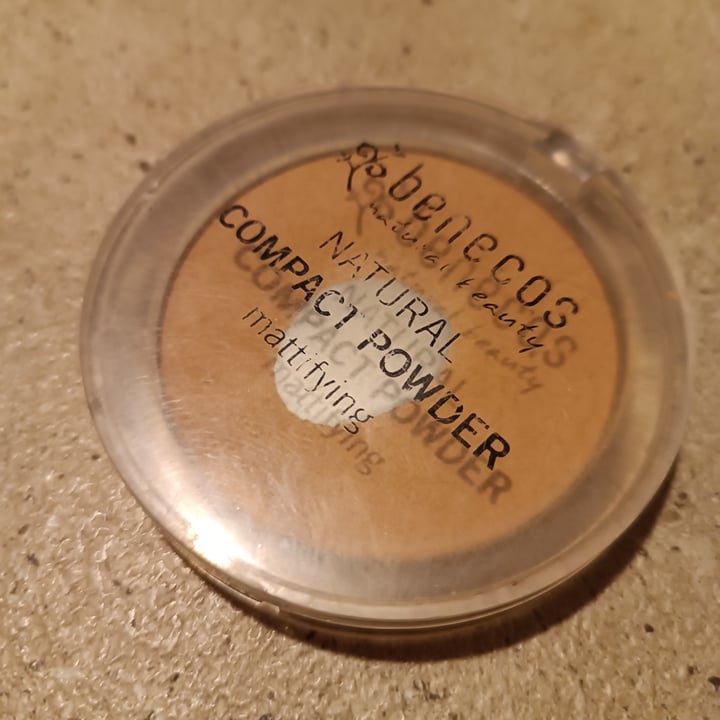 benecos
natural beauty
NATURAL
COMPACT POWDER
mattifying